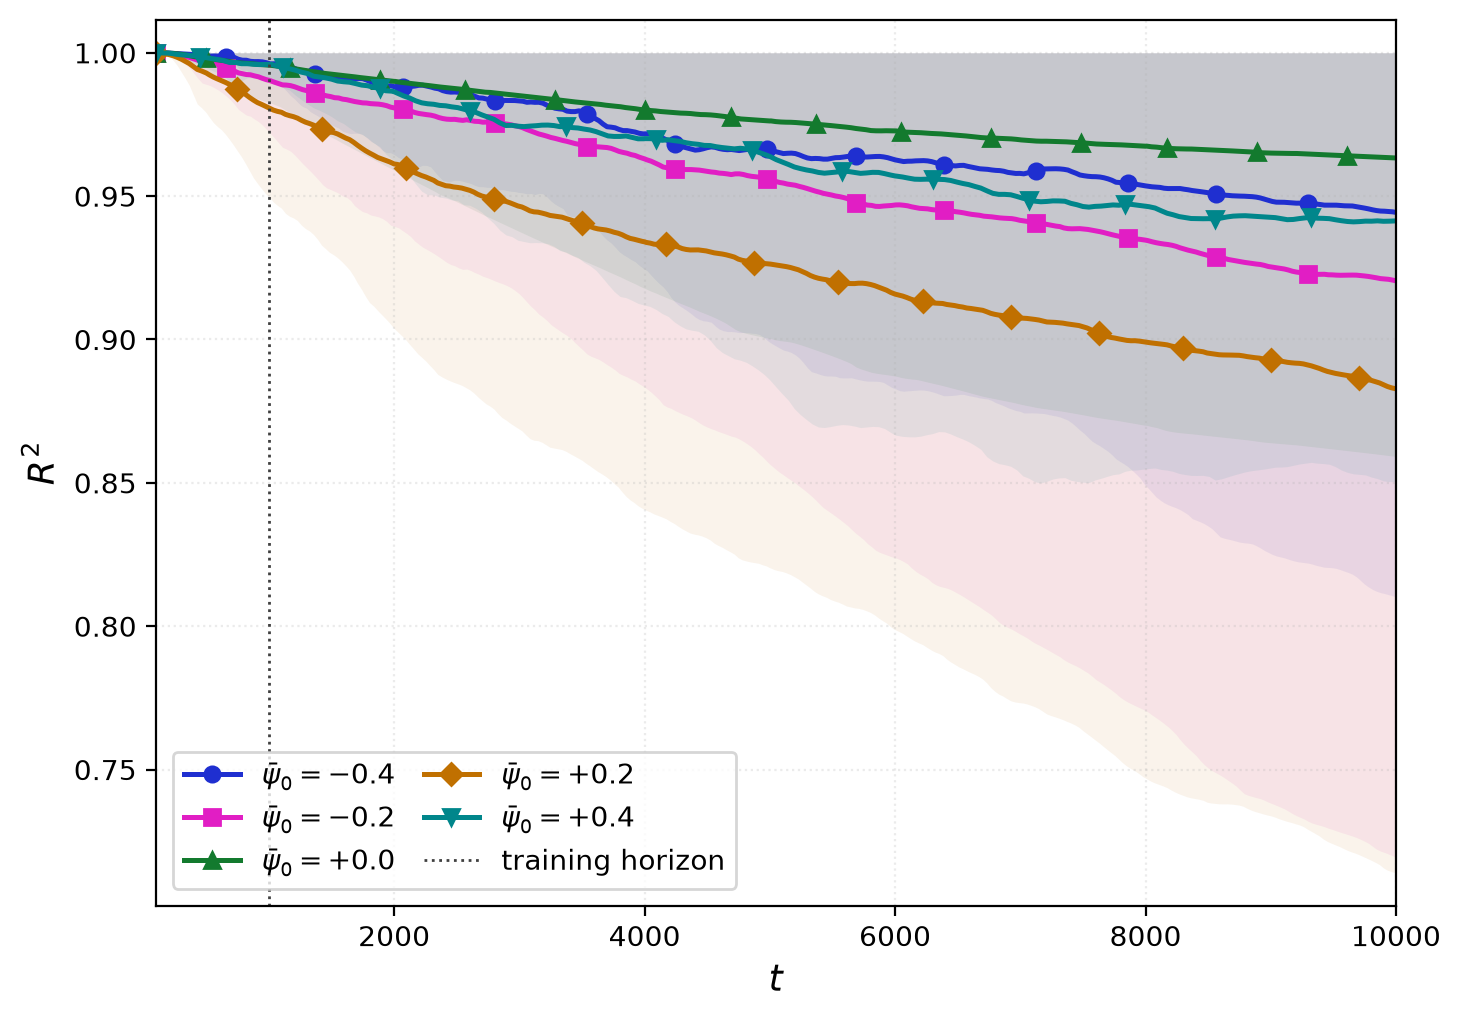 1.00
0.95
0.90
0.85
0.80
0.75
R²
2000 4000 6000 8000 10000
t
ψ̄₀ = −0.4
ψ̄₀ = −0.2
ψ̄₀ = +0.0
ψ̄₀ = +0.2
ψ̄₀ = +0.4
training horizon